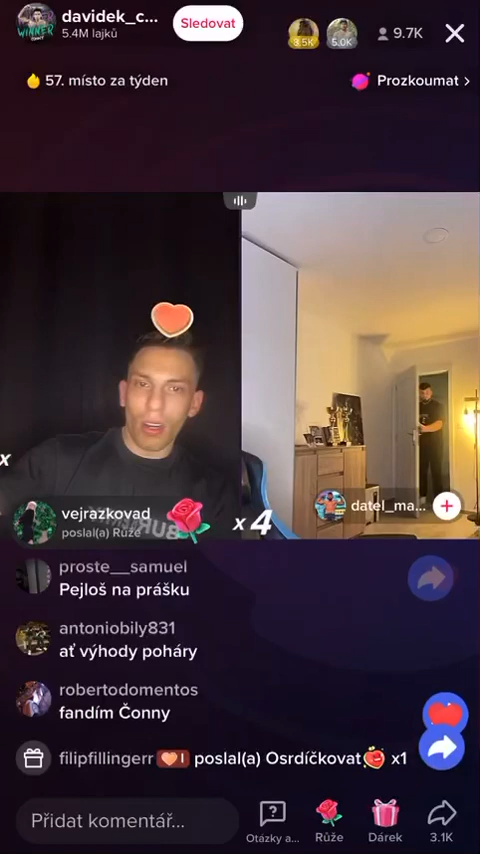 davidek_c...
5.4M lajků
Sledovat
3.5K
5.0K
9.7K
57. místo za týden
Prozkoumat
x
vejrazkovad
poslal(a) Růže
x4
datel_ma...
proste__samuel
Pejloš na prášku
antoniobily831
ať výhody poháry
robertodomentos
fandím Čonny
filipfillingerr I poslal(a) Osrdíčkovat x1
Přidat komentář...
Otázky a...
Růže
Dárek
3.1K